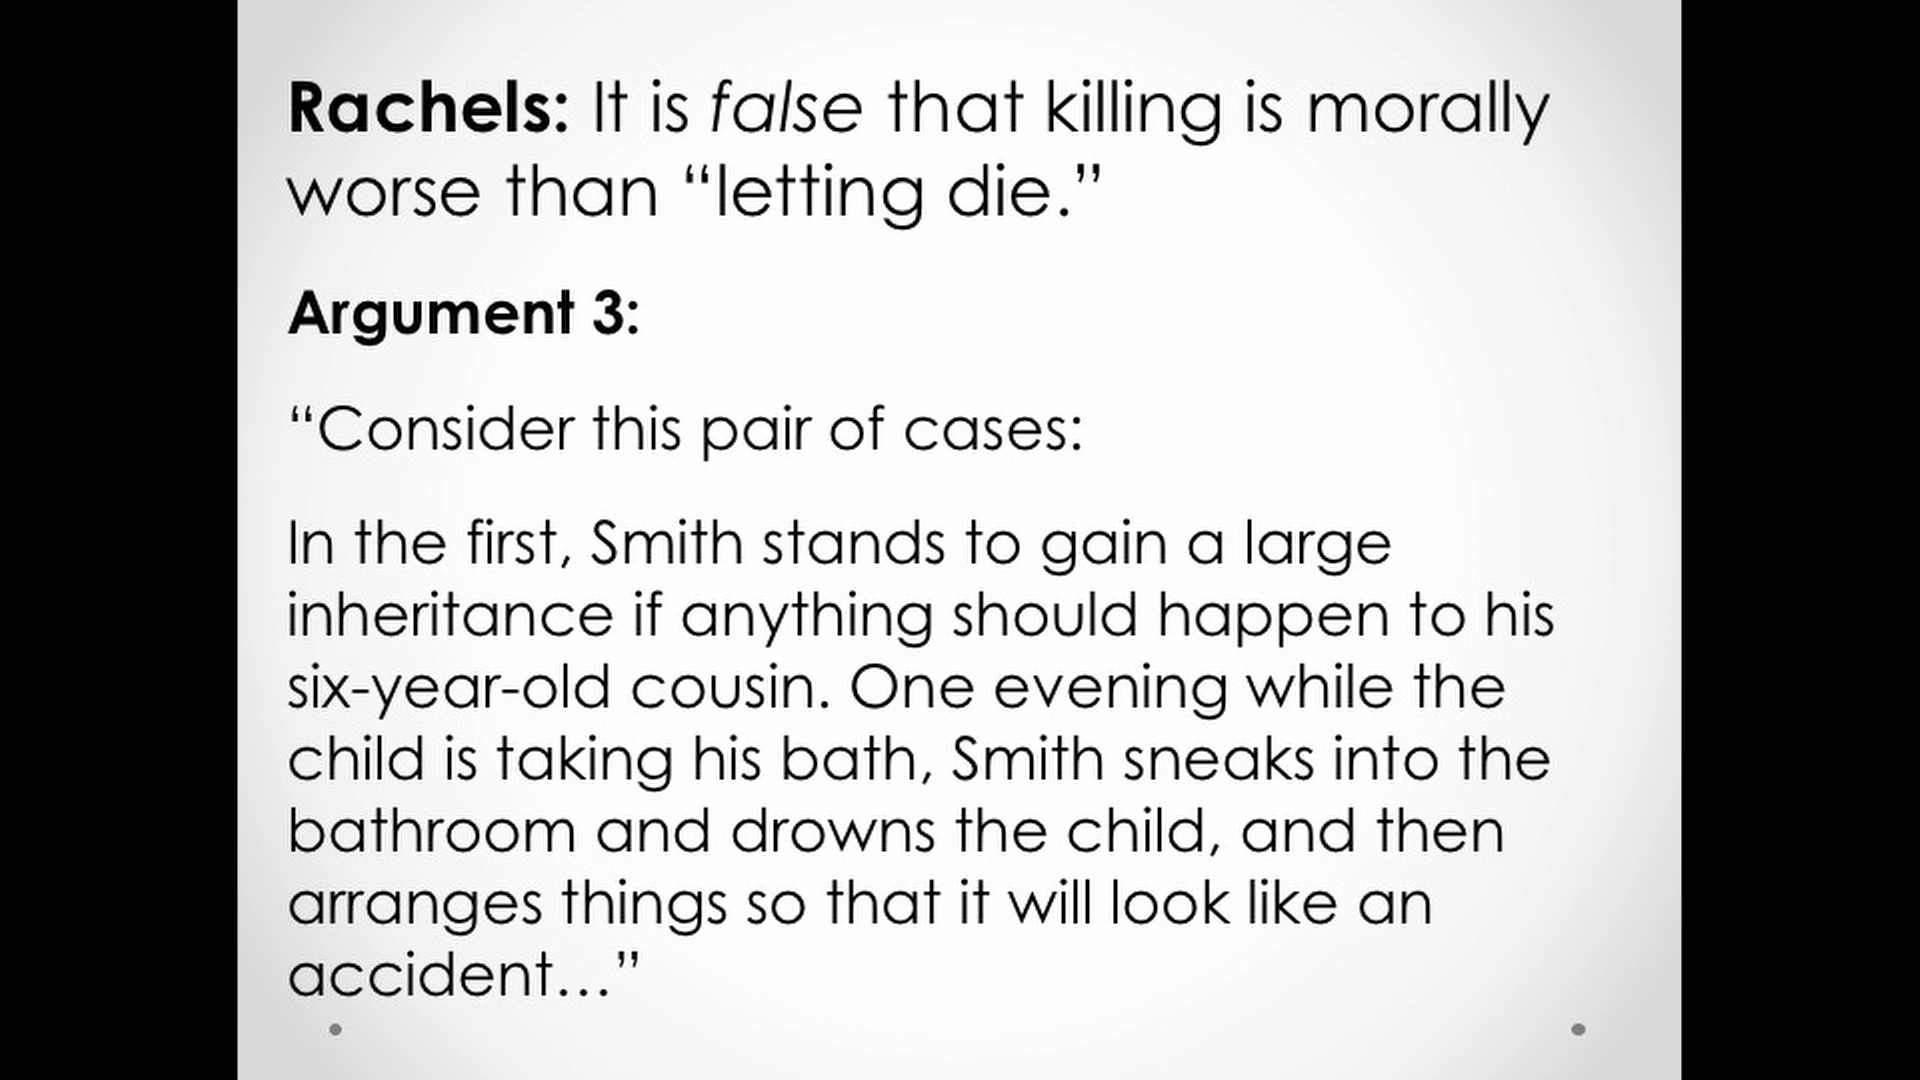 Rachels: It is false that killing is morally
worse than “letting die.”
Argument 3:
“Consider this pair of cases:
In the first, Smith stands to gain a large
inheritance if anything should happen to his
six-year-old cousin. One evening while the
child is taking his bath, Smith sneaks into the
bathroom and drowns the child, and then
arranges things so that it will look like an
accident…”